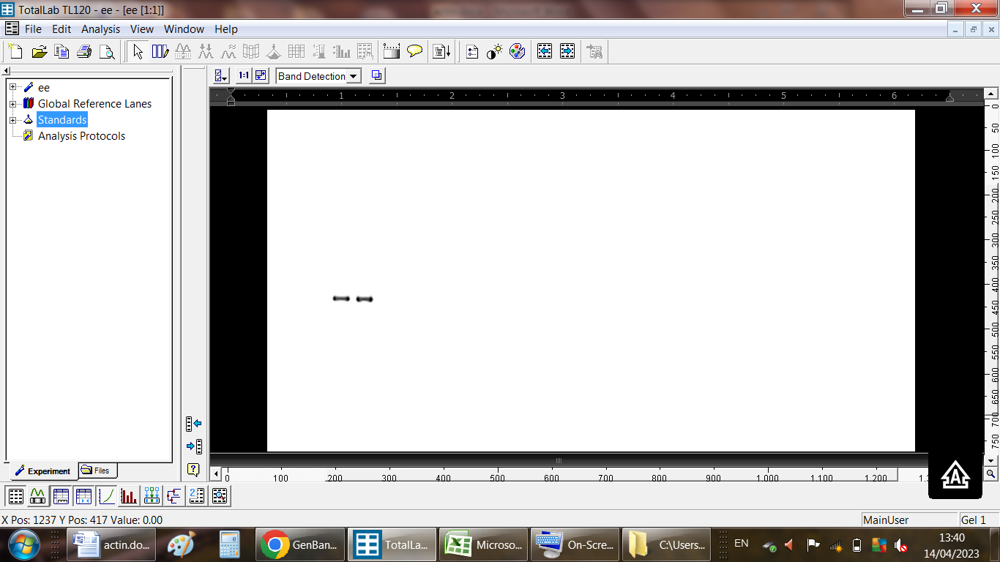 TotalLab TL120 - ee - [ee [1:1]]
File Edit Analysis View Window Help
1=1 Band Detection
ee
Global Reference Lanes
Standards
Analysis Protocols
1 2 3 4 5 6
0 50 100 150 200 250 300 350 400 450 500 550 600 650 700 750
Experiment Files
0 100 200 300 400 500 600 700 800 900 1.000 1.100 1.200
X Pos: 1237 Y Pos: 417 Value: 0.00 MainUser Gel 1
actin.do... GenBan... TotalLa... Microso... On-Scre... C:\Users... EN 13:40
14/04/2023